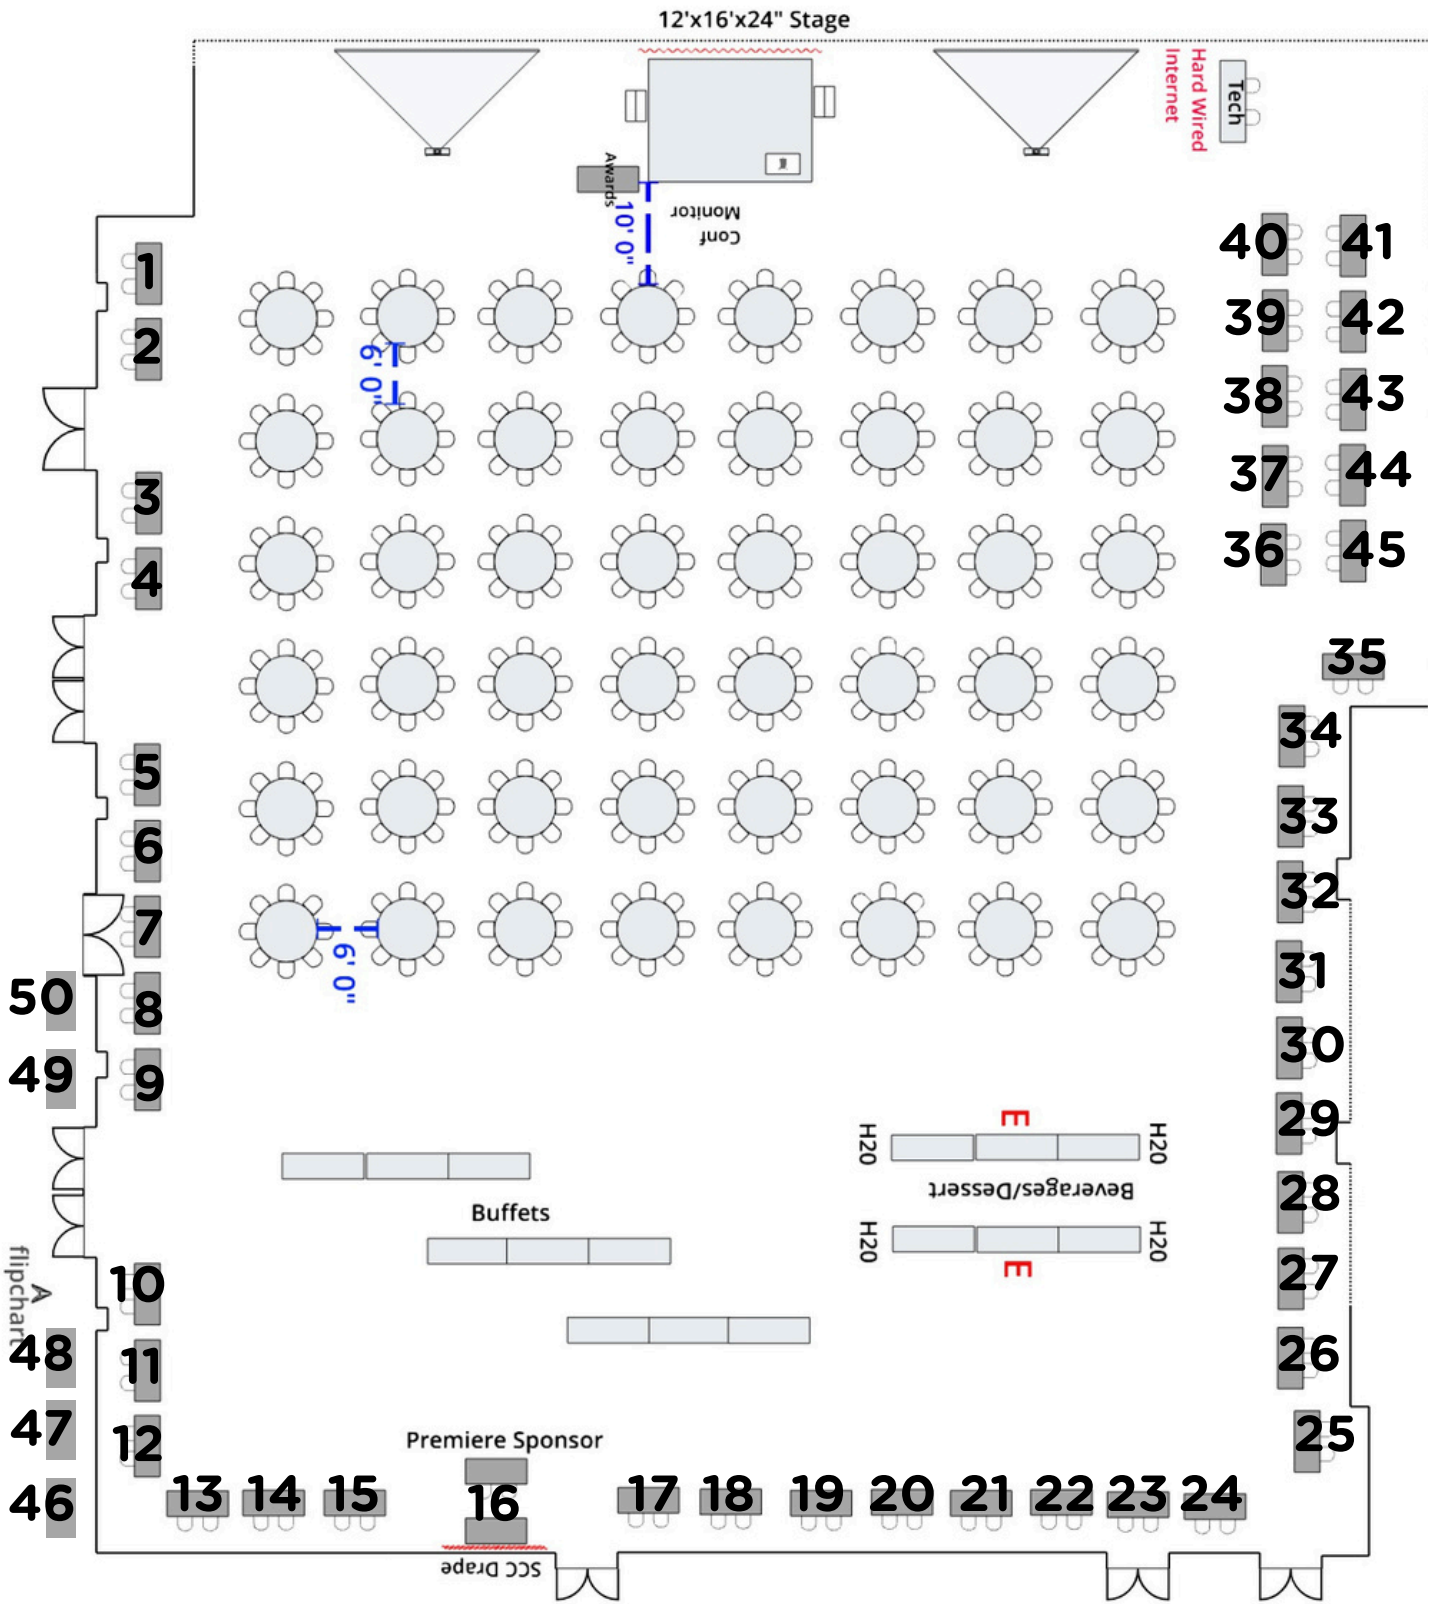 12'x16'x24" Stage
Hard Wired
Internet
Tech
Awards
10' 0"
Conf
Monitor
40
41
1
39
42
2
6' 0"
38
43
3
37
44
4
36
45
35
34
5
33
6
32
7
6' 0"
31
50
8
30
49
9
29
E
H20
H20
Beverages/Dessert
28
Buffets
H20
H20
E
27
10
A
flipchart
48
11
26
47
12
Premiere Sponsor
25
46
13
14
15
16
17
18
19
20
21
22
23
24
SCC Drape